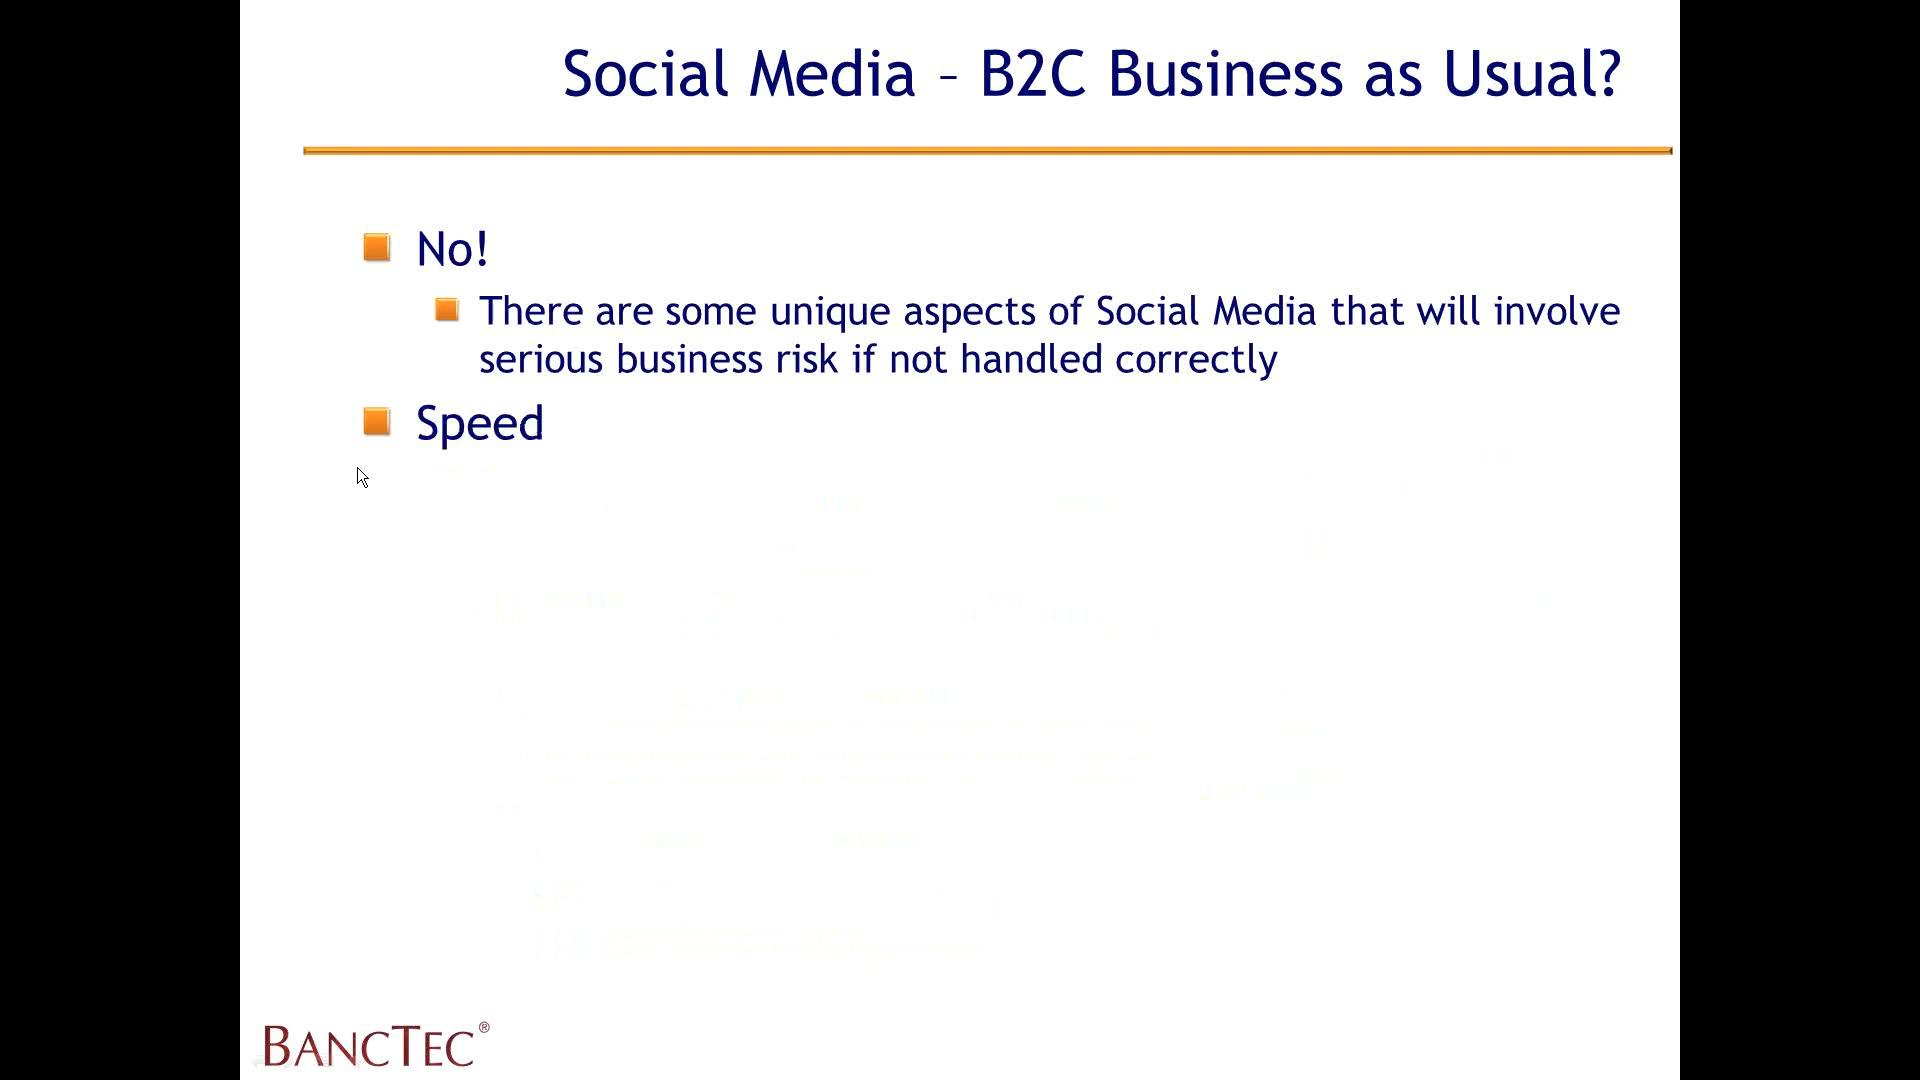 Social Media – B2C Business as Usual?
No!
There are some unique aspects of Social Media that will involve
serious business risk if not handled correctly
Speed
BANCTEC®